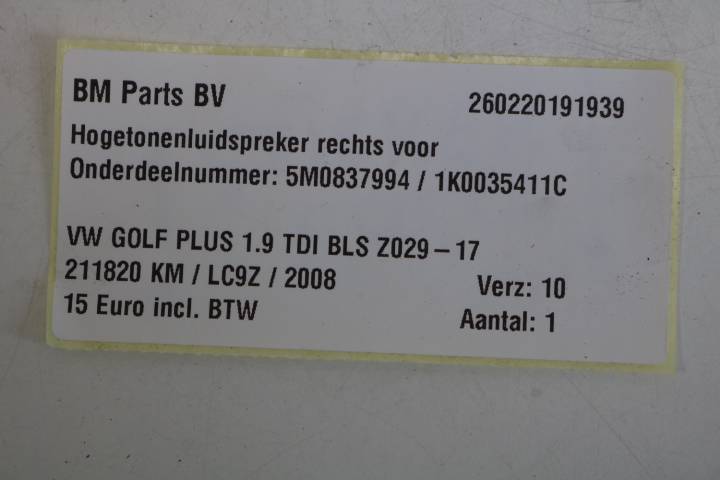 BM Parts BV 260220191939
Hogetonenluidspreker rechts voor
Onderdeelnummer: 5M0837994 / 1K0035411C
VW GOLF PLUS 1.9 TDI BLS Z029 – 17
211820 KM / LC9Z / 2008 Verz: 10
15 Euro incl. BTW Aantal: 1